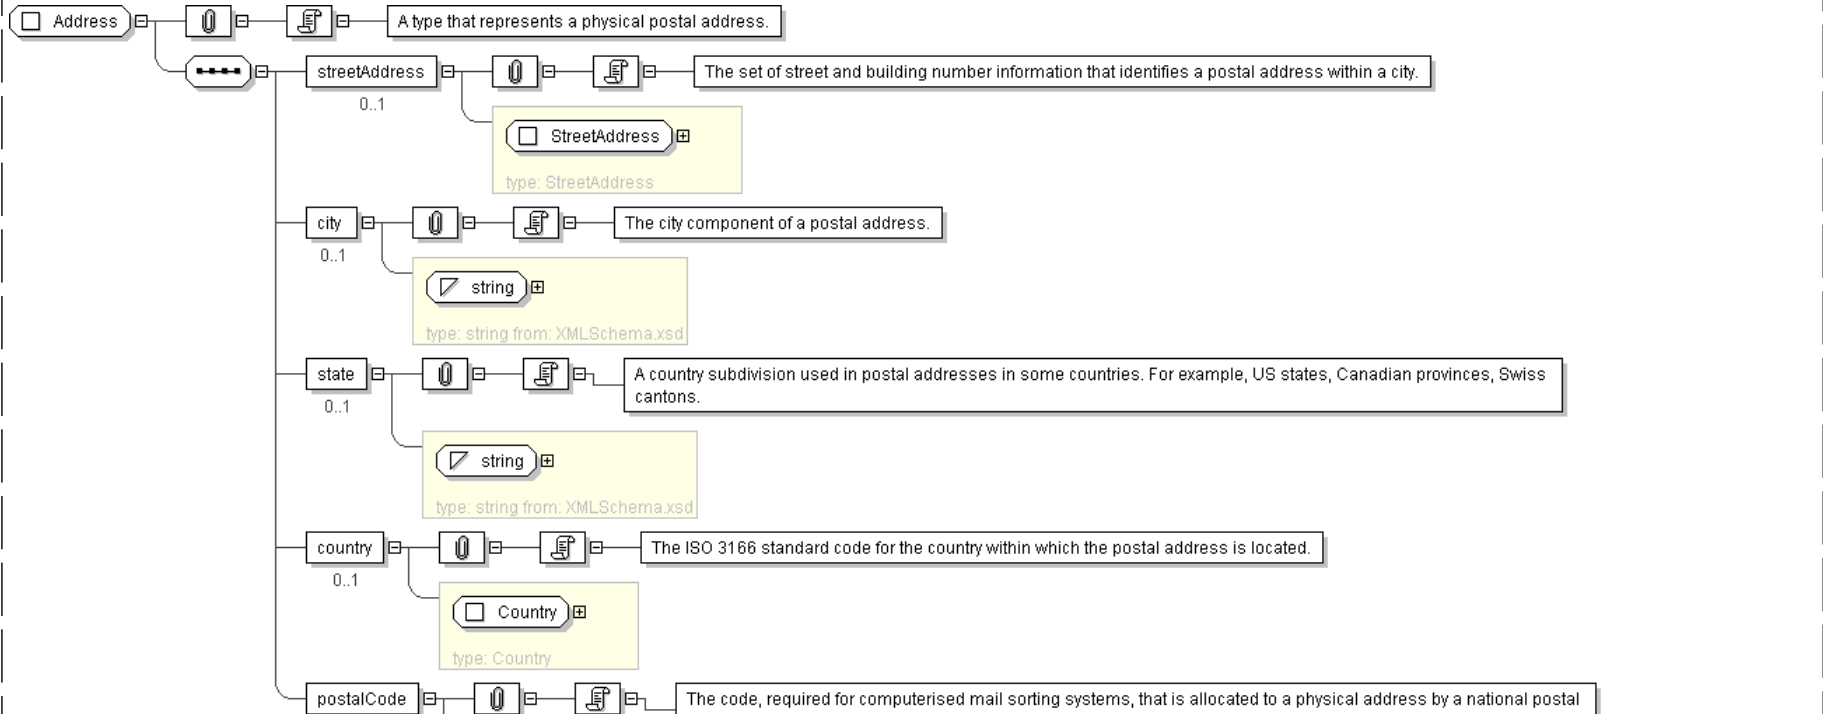 Address A type that represents a physical postal address.
streetAddress The set of street and building number information that identifies a postal address within a city.
0..1
StreetAddress
type: StreetAddress
city The city component of a postal address.
0..1
string
type: string from: XMLSchema.xsd
state A country subdivision used in postal addresses in some countries. For example, US states, Canadian provinces, Swiss
cantons.
0..1
string
type: string from: XMLSchema.xsd
country The ISO 3166 standard code for the country within which the postal address is located.
0..1
Country
type: Country
postalCode The code, required for computerised mail sorting systems, that is allocated to a physical address by a national postal